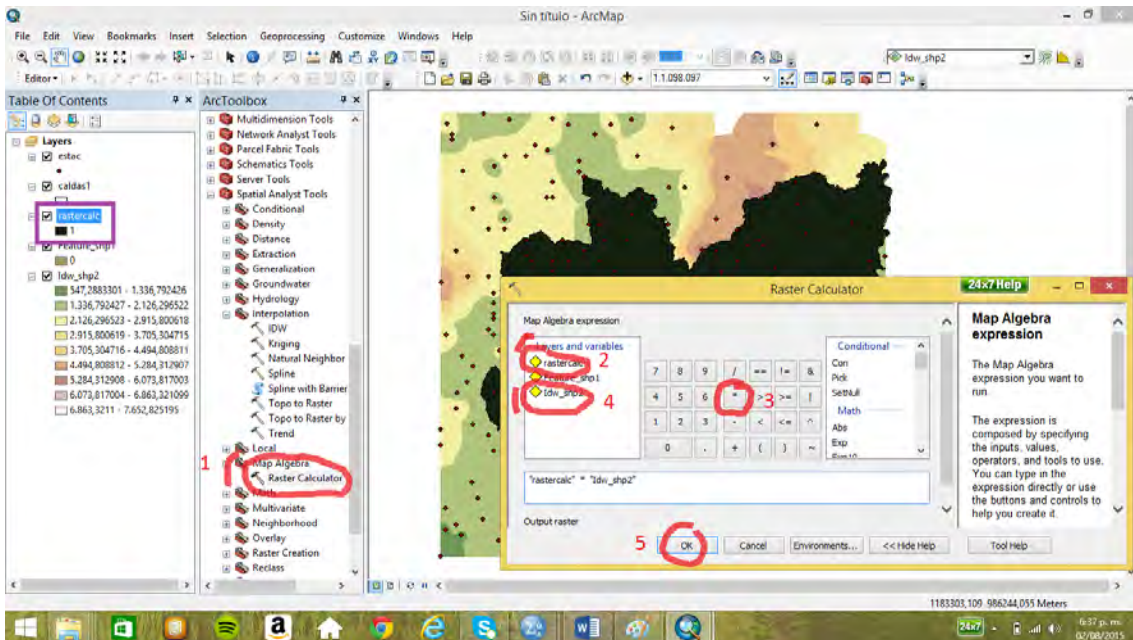 Sin título - ArcMap
File Edit View Bookmarks Insert Selection Geoprocessing Customize Windows Help
Idw_shp2
Editor
1:1.098.097
Table Of Contents
Layers
estac
caldas1
rastercalc
1
Feature_shp1
0
Idw_shp2
547,2883301 - 1.336,792426
1.336,792427 - 2.126,296522
2.126,296523 - 2.915,800618
2.915,800619 - 3.705,304715
3.705,304716 - 4.494,808811
4.494,808812 - 5.284,312907
5.284,312908 - 6.073,817003
6.073,817004 - 6.863,321099
6.863,3211 - 7.652,825195
ArcToolbox
Multidimension Tools
Network Analyst Tools
Parcel Fabric Tools
Schematics Tools
Server Tools
Spatial Analyst Tools
Conditional
Density
Distance
Extraction
Generalization
Groundwater
Hydrology
Interpolation
IDW
Kriging
Natural Neighbor
Spline
Spline with Barrier
Topo to Raster
Topo to Raster by
Trend
Local
1
Map Algebra
Raster Calculator
Math
Multivariate
Neighborhood
Overlay
Raster Creation
Reclass
Raster Calculator
24x7 Help
Map Algebra expression
Layers and variables
rastercalc
2
Feature_shp1
Idw_shp2
4
7 8 9 / == != &
4 5 6 * > >= |
3
1 2 3 - < <= ^
0 . + ( ) ~
Conditional
Con
Pick
SetNull
Math
Abs
Exp
"rastercalc" * "Idw_shp2"
Output raster
5
OK Cancel Environments... << Hide Help Tool Help
Map Algebra
expression
The Map Algebra
expression you want to
run.
The expression is
composed by specifying
the inputs, values,
operators, and tools to use.
You can type in the
expression directly or use
the buttons and controls to
help you create it.
1183303,109 986244,055 Meters
24x7
6:37 p. m.
02/08/2015